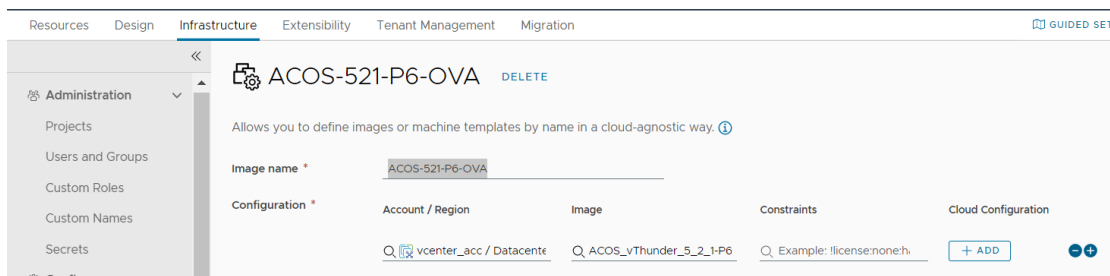 Resources Design Infrastructure Extensibility Tenant Management Migration GUIDED SET
«
ACOS-521-P6-OVA DELETE
Administration
Projects
Allows you to define images or machine templates by name in a cloud-agnostic way.
Users and Groups
Image name * ACOS-521-P6-OVA
Custom Roles
Configuration * Account / Region Image Constraints Cloud Configuration
Custom Names
Secrets
vcenter_acc / Datacente ACOS_vThunder_5_2_1-P6 Example: !license:none:h + ADD